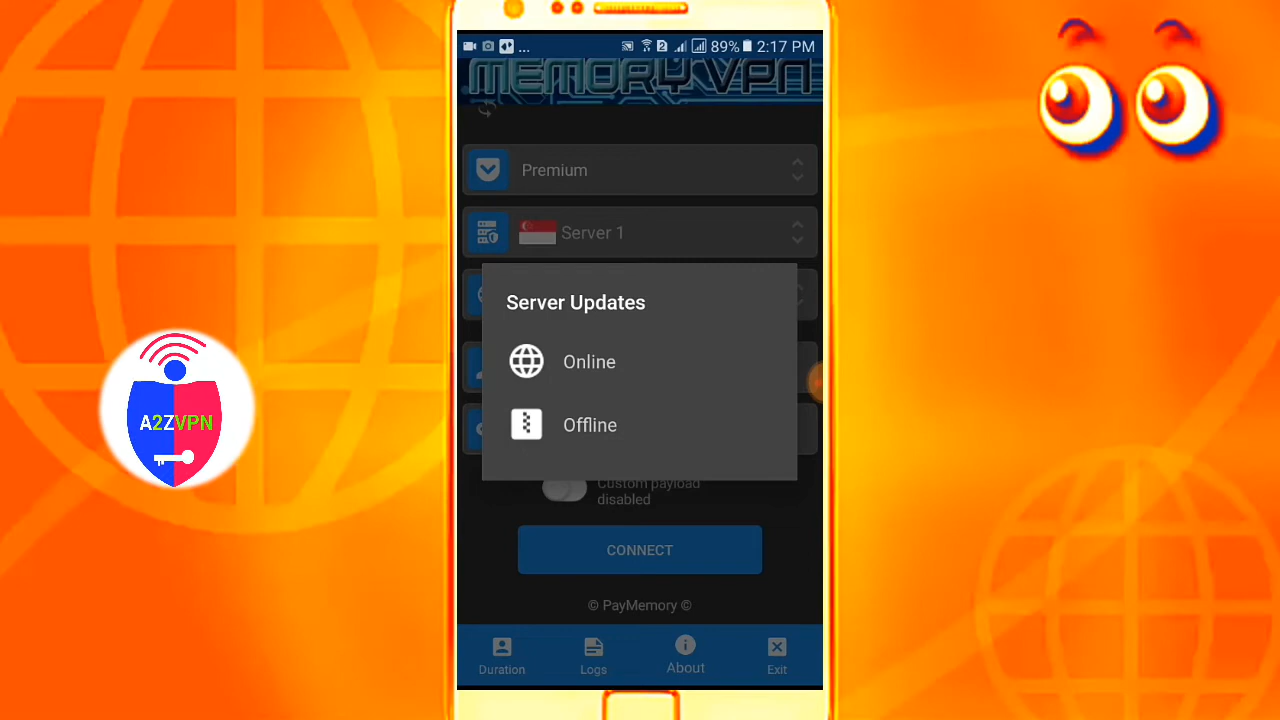 ... 89% 2:17 PM
MEMORY VPN
Premium
Server 1
Server Updates
Online
Offline
A2ZVPN
Custom payload
disabled
CONNECT
© PayMemory ©
Duration Logs About Exit